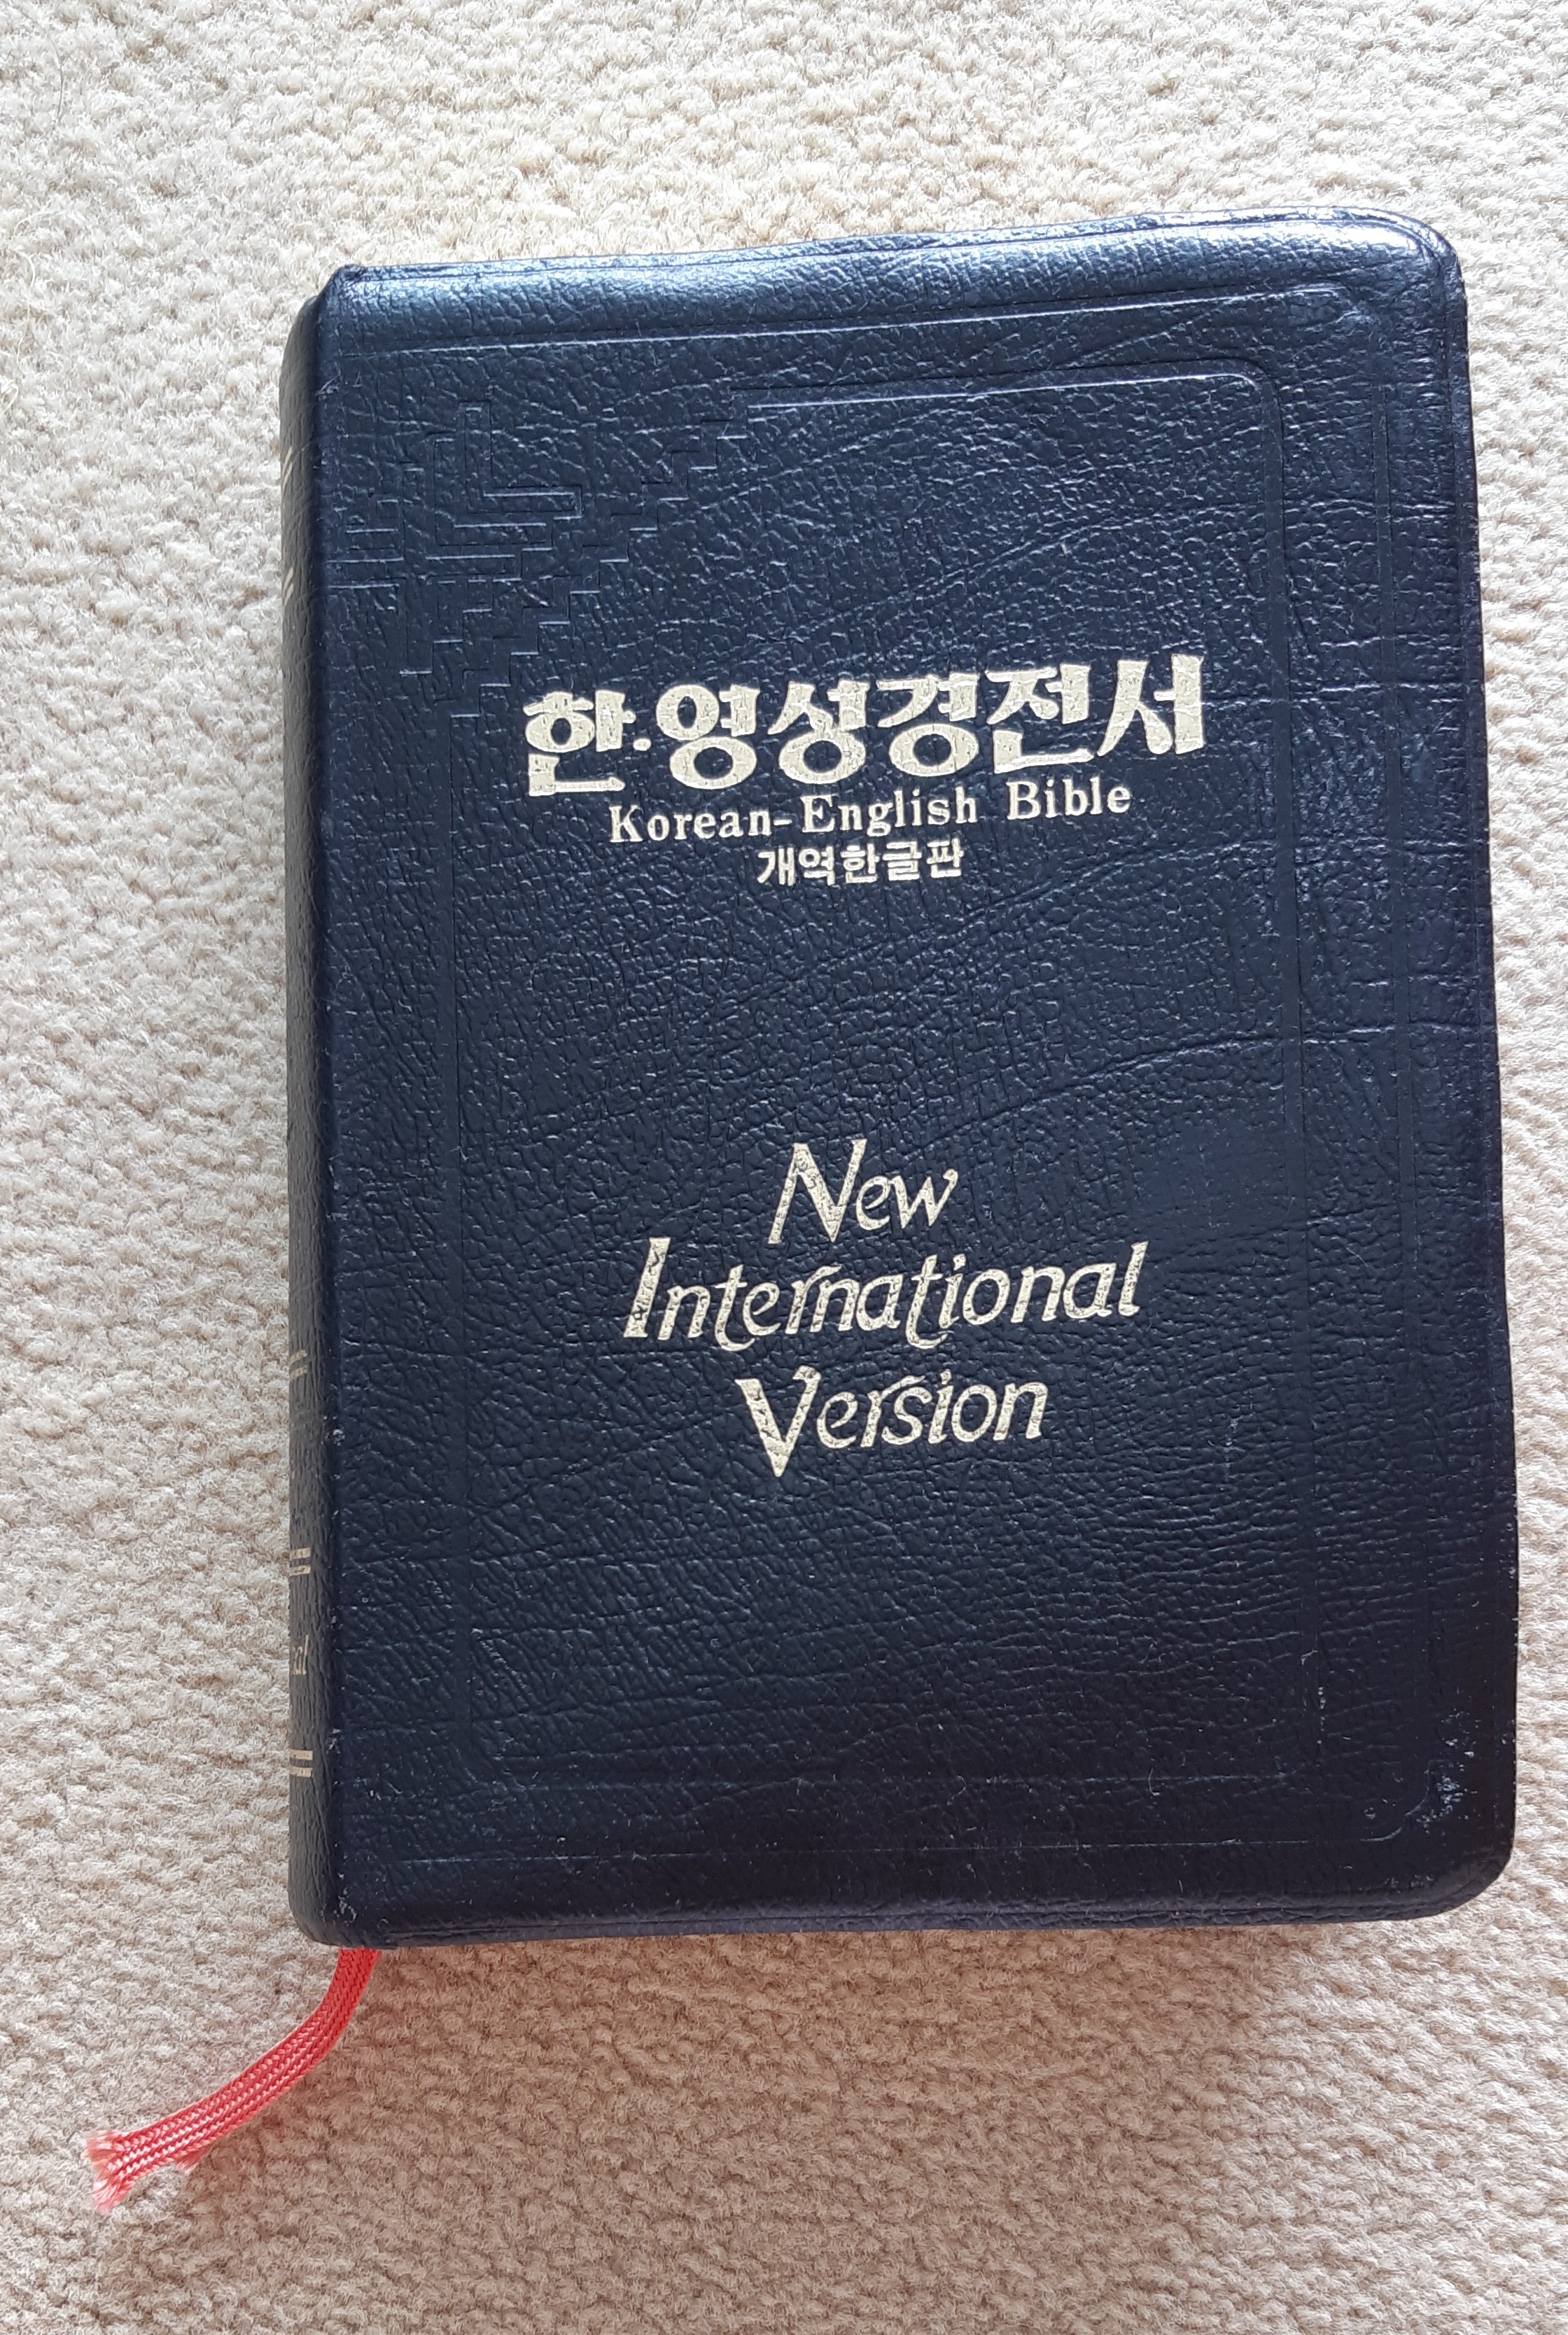 한·영성경전서
Korean-English Bible
개역한글판
New
International
Version